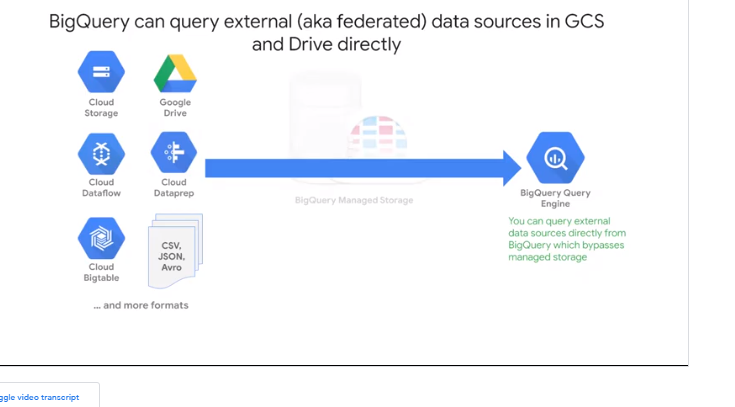 BigQuery can query external (aka federated) data sources in GCS
and Drive directly
Cloud
Storage
Google
Drive
Cloud
Dataflow
Cloud
Dataprep
BigQuery Managed Storage
BigQuery Query
Engine
You can query external
data sources directly from
BigQuery which bypasses
managed storage
Cloud
Bigtable
CSV,
JSON,
Avro
... and more formats
ggle video transcript